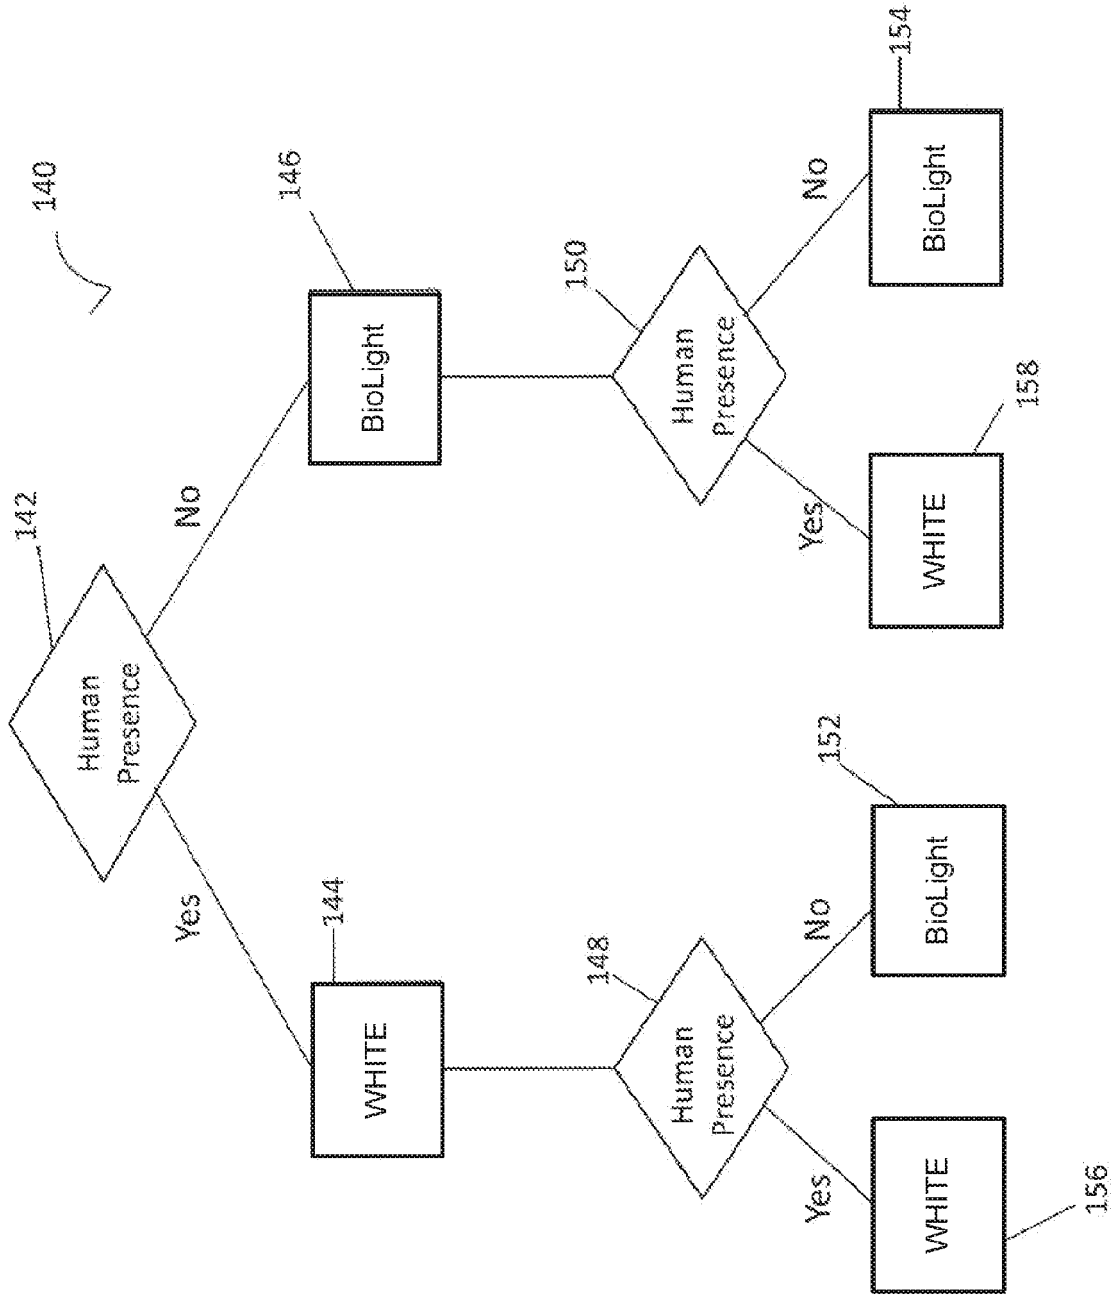 140
142
Human
Presence
Yes
No
144
WHITE
146
BioLight
148
Human
Presence
150
Human
Presence
Yes
No
Yes
No
156
WHITE
152
BioLight
158
WHITE
154
BioLight